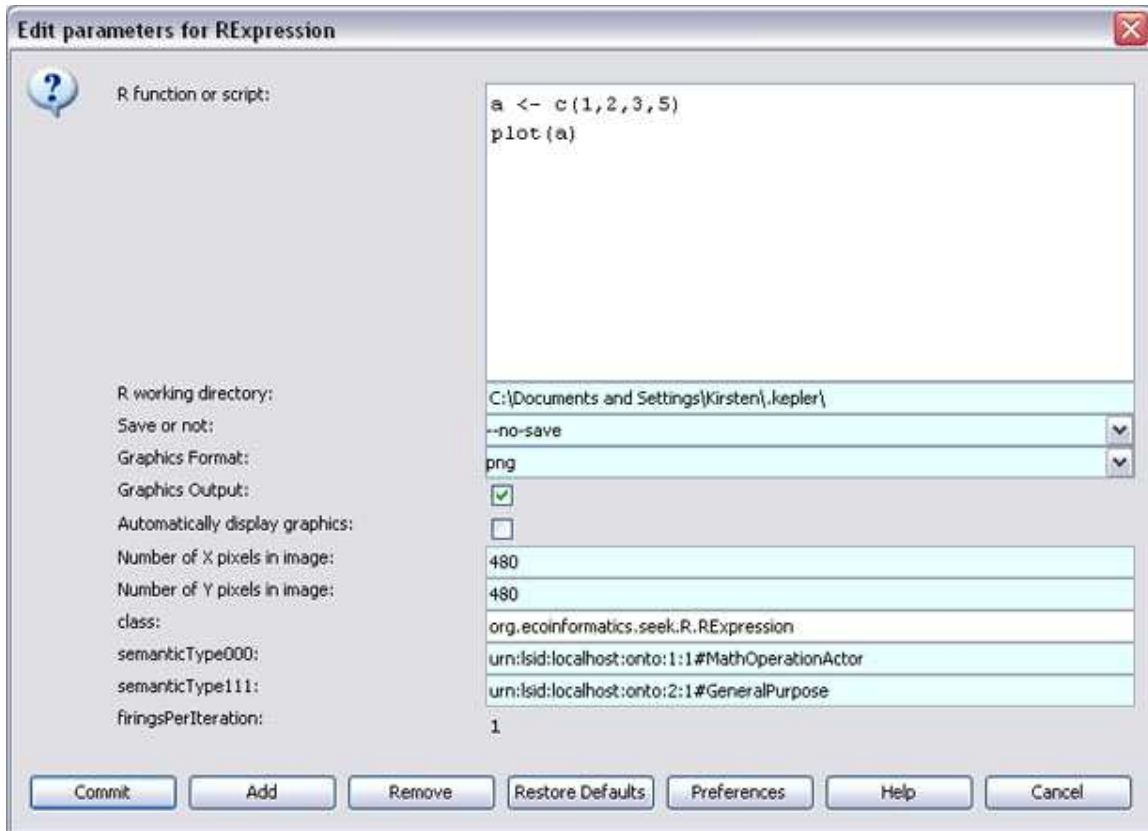 Edit parameters for RExpression
R function or script:
a <- c(1,2,3,5)
plot(a)
R working directory: C:\Documents and Settings\Kirsten\.kepler\
Save or not: --no-save
Graphics Format: png
Graphics Output:
Automatically display graphics:
Number of X pixels in image: 480
Number of Y pixels in image: 480
class: org.ecoinformatics.seek.R.RExpression
semanticType000: urn:lsid:localhost:onto:1:1#MathOperationActor
semanticType111: urn:lsid:localhost:onto:2:1#GeneralPurpose
firingsPerIteration: 1
Commit Add Remove Restore Defaults Preferences Help Cancel